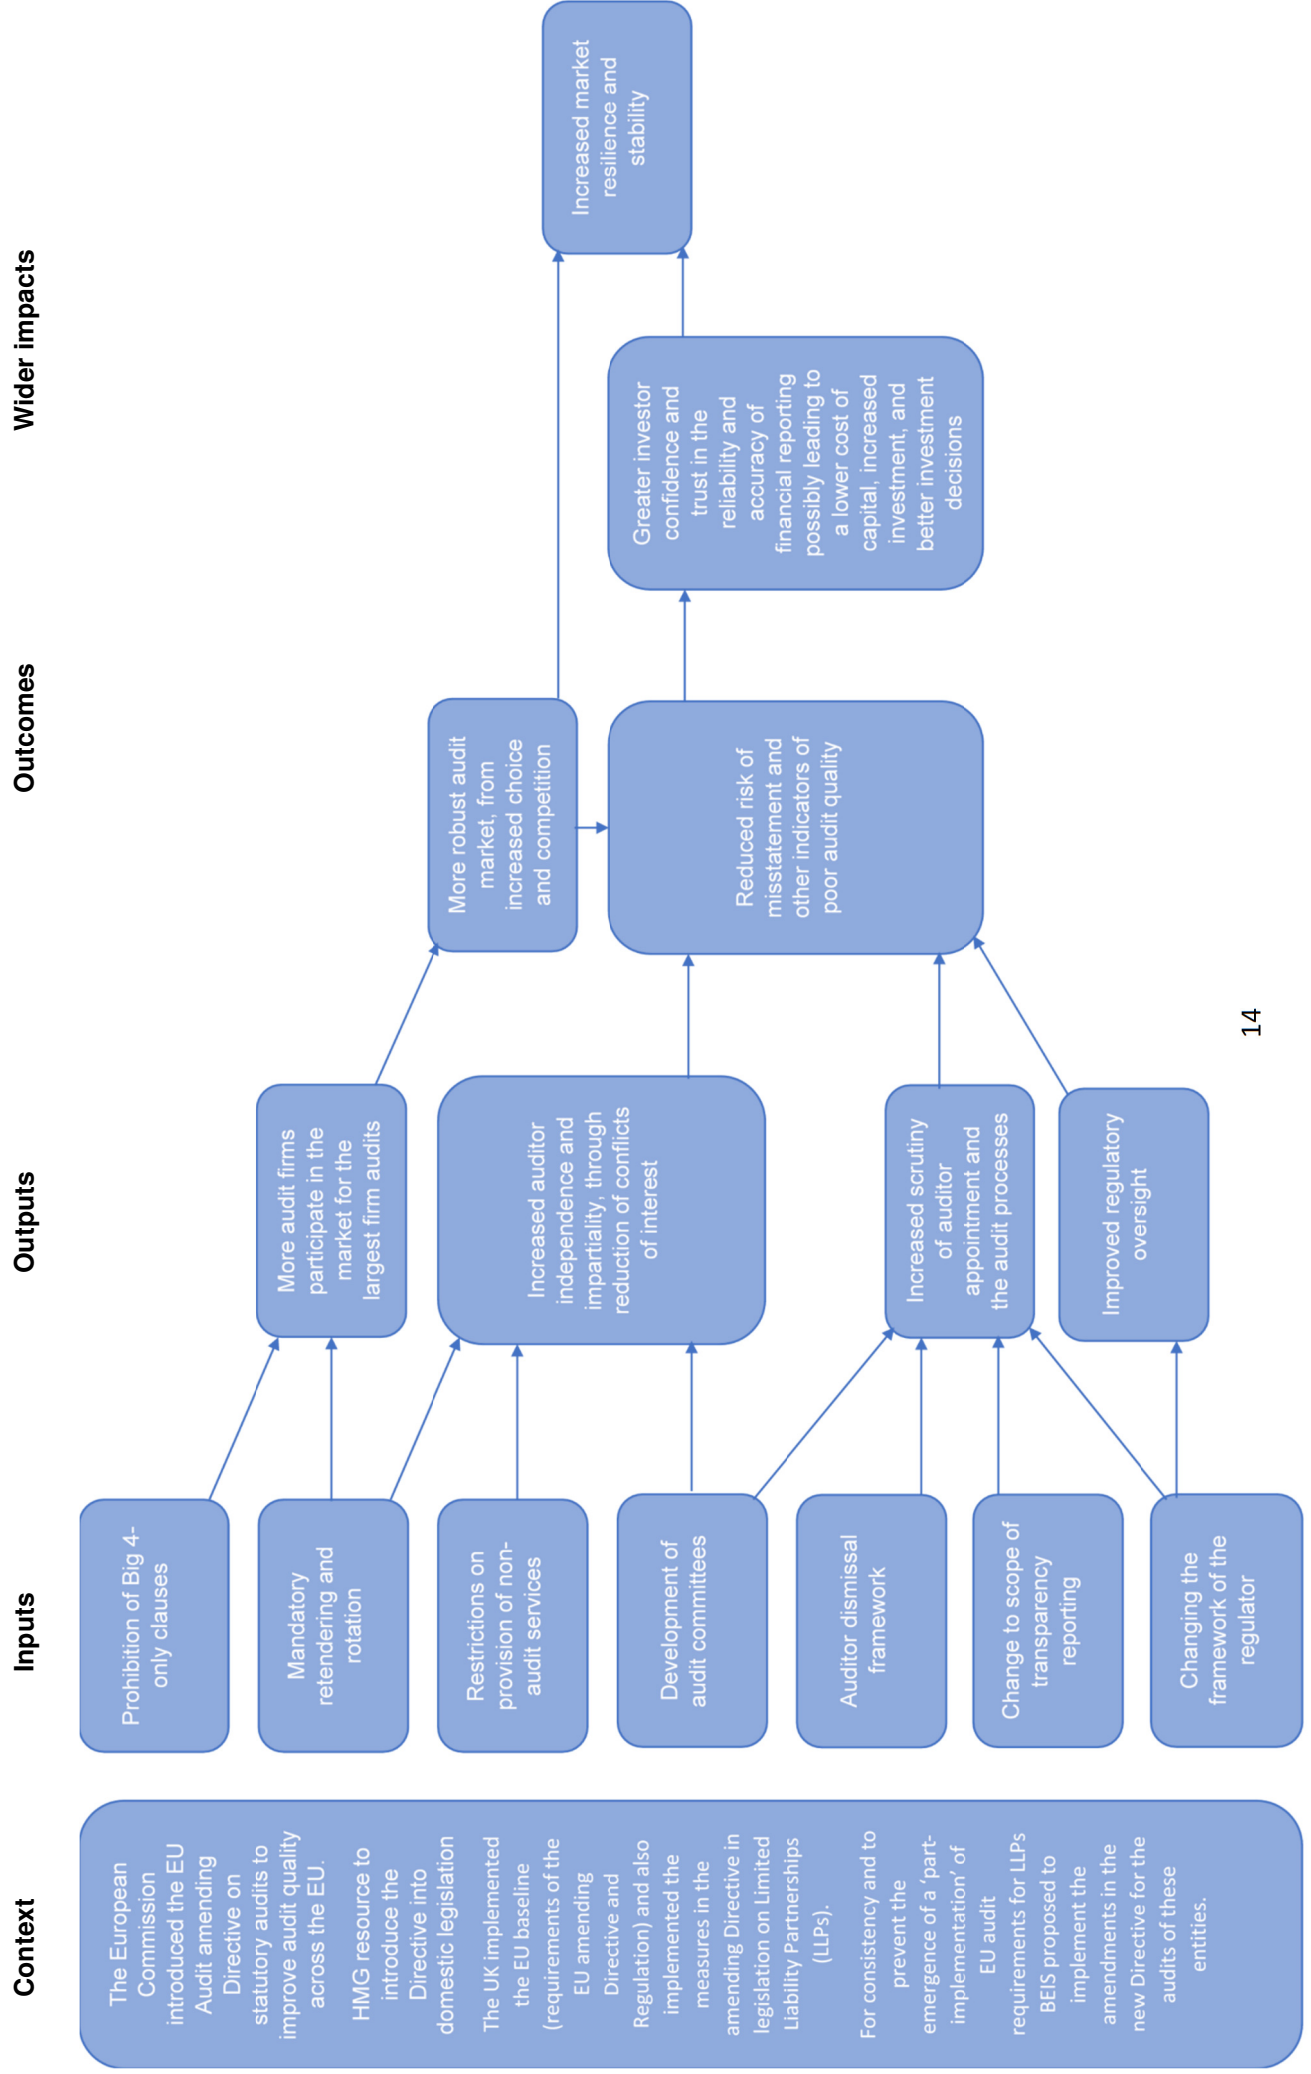 Context
Inputs
Outputs
Outcomes
Wider impacts
The European
Commission
introduced the EU
Audit amending
Directive on
statutory audits to
improve audit quality
across the EU.
HMG resource to
introduce the
Directive into
domestic legislation
The UK implemented
the EU baseline
(requirements of the
EU amending
Directive and
Regulation) and also
implemented the
measures in the
amending Directive in
legislation on Limited
Liability Partnerships
(LLPs).
For consistency and to
prevent the
emergence of a ‘part-
implementation’ of
EU audit
requirements for LLPs
BEIS proposed to
implement the
amendments in the
new Directive for the
audits of these
entities.
Prohibition of Big 4-
only clauses
Mandatory
retendering and
rotation
Restrictions on
provision of non-
audit services
Development of
audit committees
Auditor dismissal
framework
Change to scope of
transparency
reporting
Changing the
framework of the
regulator
More audit firms
participate in the
market for the
largest firm audits
Increased auditor
independence and
impartiality, through
reduction of conflicts
of interest
Increased scrutiny
of auditor
appointment and
the audit processes
Improved regulatory
oversight
More robust audit
market, from
increased choice
and competition
Reduced risk of
misstatement and
other indicators of
poor audit quality
Greater investor
confidence and
trust in the
reliability and
accuracy of
financial reporting
possibly leading to
a lower cost of
capital, increased
investment, and
better investment
decisions
Increased market
resilience and
stability
14